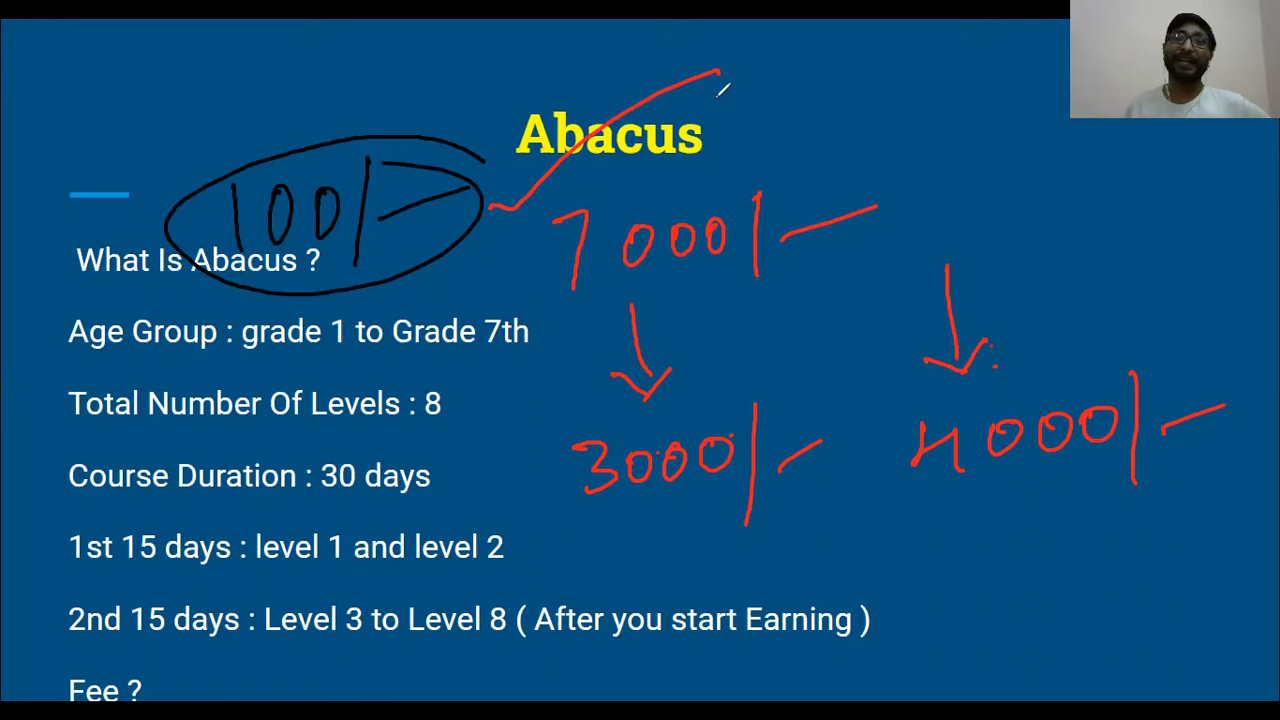 Abacus
100/-
7000/-
What Is Abacus ?
Age Group : grade 1 to Grade 7th
Total Number Of Levels : 8
3000/- 4000/-
Course Duration : 30 days
1st 15 days : level 1 and level 2
2nd 15 days : Level 3 to Level 8 ( After you start Earning )
Fee ?